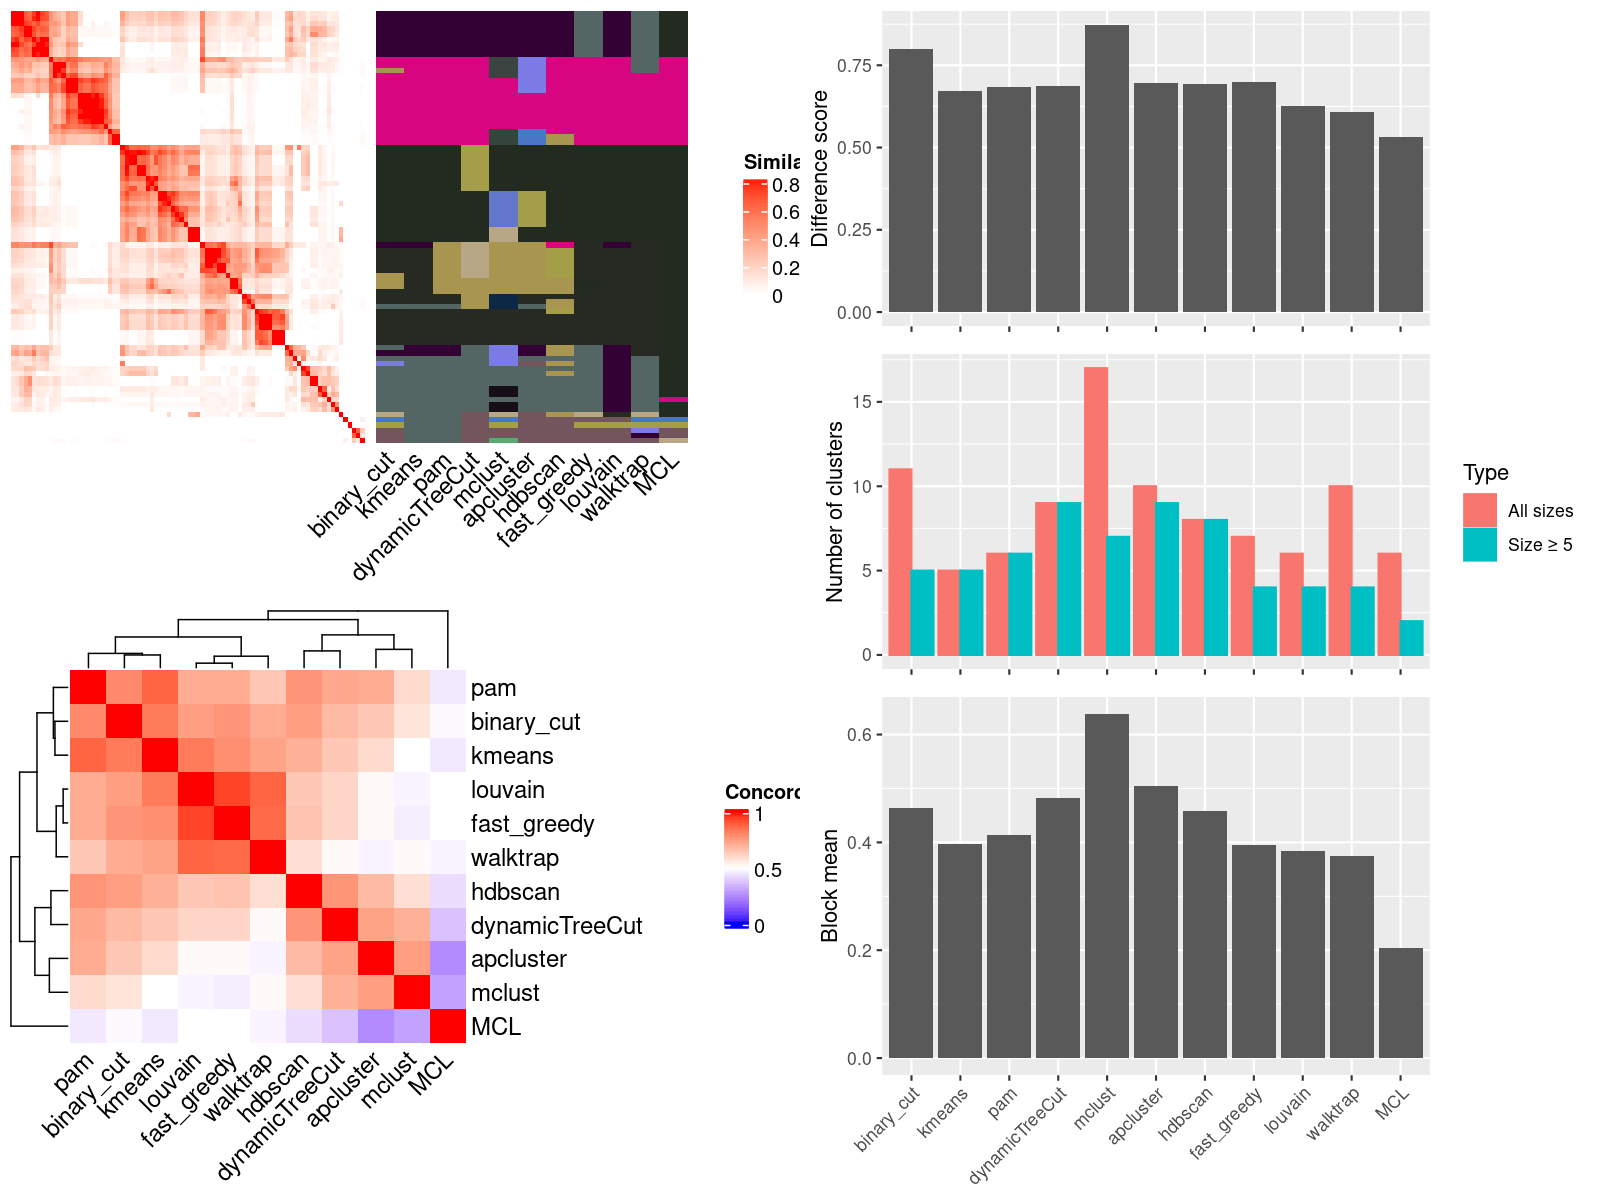 Simila
0.8
0.6
0.4
0.2
0
binary_cut
kmeans
pam
dynamicTreeCut
mclust
apcluster
hdbscan
fast_greedy
louvain
walktrap
MCL
pam
binary_cut
kmeans
louvain
fast_greedy
walktrap
hdbscan
dynamicTreeCut
apcluster
mclust
MCL
pam
binary_cut
kmeans
louvain
fast_greedy
walktrap
hdbscan
dynamicTreeCut
apcluster
mclust
MCL
Concord
1
0.5
0
Difference score
0.75
0.50
0.25
0.00
Number of clusters
15
10
5
0
Type
All sizes
Size ≥ 5
Block mean
0.6
0.4
0.2
0.0
binary_cut
kmeans
pam
dynamicTreeCut
mclust
apcluster
hdbscan
fast_greedy
louvain
walktrap
MCL